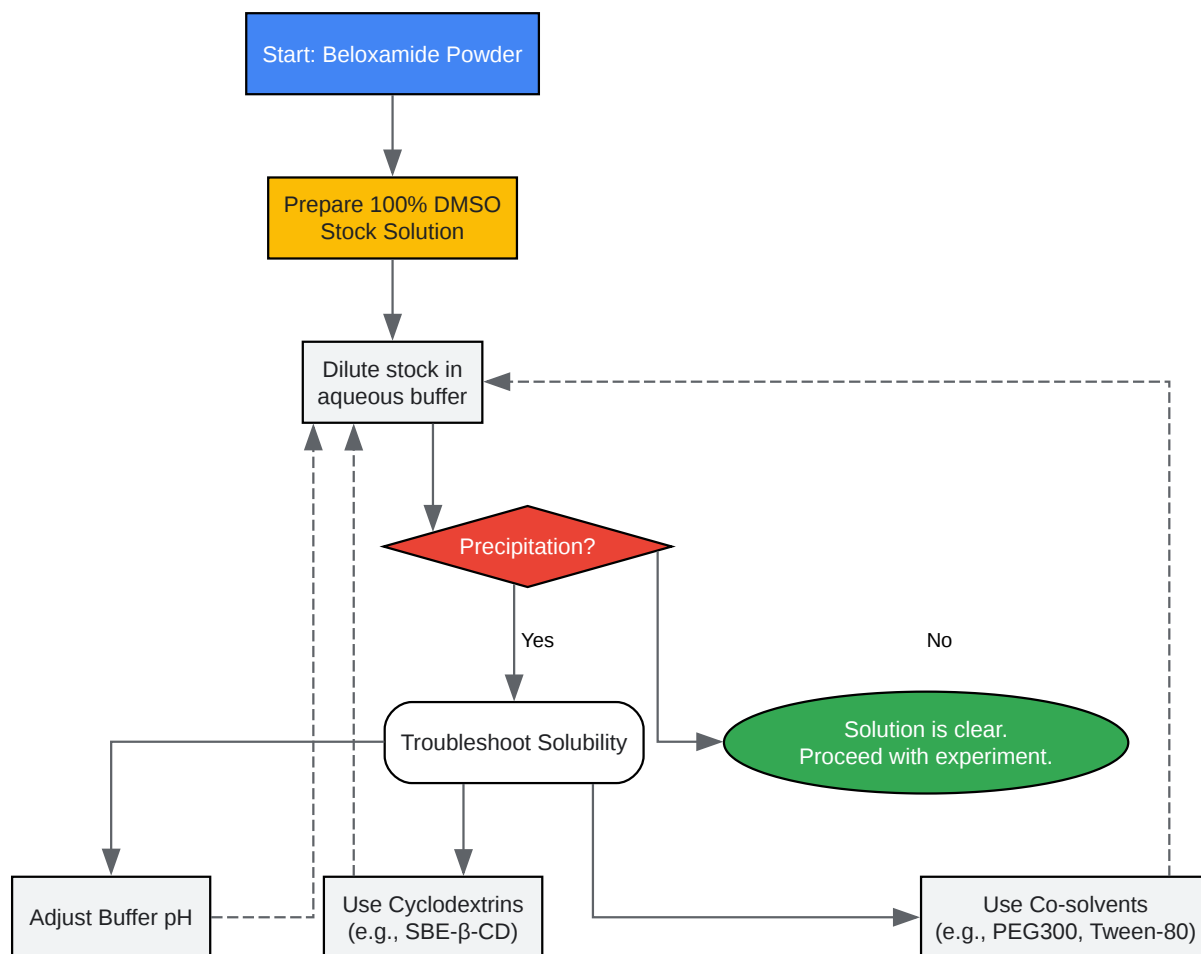 Start: Beloxamide Powder
Prepare 100% DMSO
Stock Solution
Dilute stock in
aqueous buffer
Precipitation?
Yes
No
Troubleshoot Solubility
Solution is clear.
Proceed with experiment.
Adjust Buffer pH
Use Cyclodextrins
(e.g., SBE-β-CD)
Use Co-solvents
(e.g., PEG300, Tween-80)